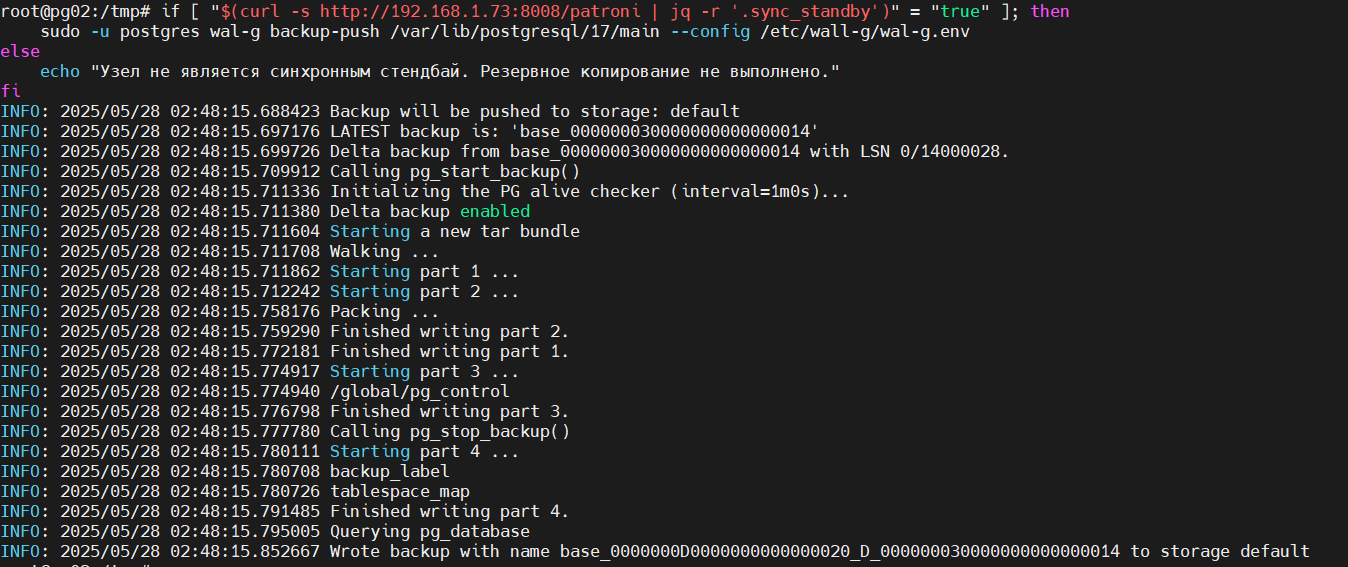 root@pg02:/tmp# if [ "$(curl -s http://192.168.1.73:8008/patroni | jq -r '.sync_standby')" = "true" ]; then
    sudo -u postgres wal-g backup-push /var/lib/postgresql/17/main --config /etc/wall-g/wal-g.env
else
    echo "Узел не является синхронным стендбай. Резервное копирование не выполнено."
fi
INFO: 2025/05/28 02:48:15.688423 Backup will be pushed to storage: default
INFO: 2025/05/28 02:48:15.697176 LATEST backup is: 'base_000000030000000000000014'
INFO: 2025/05/28 02:48:15.699726 Delta backup from base_000000030000000000000014 with LSN 0/14000028.
INFO: 2025/05/28 02:48:15.709912 Calling pg_start_backup()
INFO: 2025/05/28 02:48:15.711336 Initializing the PG alive checker (interval=1m0s)...
INFO: 2025/05/28 02:48:15.711380 Delta backup enabled
INFO: 2025/05/28 02:48:15.711604 Starting a new tar bundle
INFO: 2025/05/28 02:48:15.711708 Walking ...
INFO: 2025/05/28 02:48:15.711862 Starting part 1 ...
INFO: 2025/05/28 02:48:15.712242 Starting part 2 ...
INFO: 2025/05/28 02:48:15.758176 Packing ...
INFO: 2025/05/28 02:48:15.759290 Finished writing part 2.
INFO: 2025/05/28 02:48:15.772181 Finished writing part 1.
INFO: 2025/05/28 02:48:15.774917 Starting part 3 ...
INFO: 2025/05/28 02:48:15.774940 /global/pg_control
INFO: 2025/05/28 02:48:15.776798 Finished writing part 3.
INFO: 2025/05/28 02:48:15.777780 Calling pg_stop_backup()
INFO: 2025/05/28 02:48:15.780111 Starting part 4 ...
INFO: 2025/05/28 02:48:15.780708 backup_label
INFO: 2025/05/28 02:48:15.780726 tablespace_map
INFO: 2025/05/28 02:48:15.791485 Finished writing part 4.
INFO: 2025/05/28 02:48:15.795005 Querying pg_database
INFO: 2025/05/28 02:48:15.852667 Wrote backup with name base_0000000D0000000000000020_D_000000030000000000000014 to storage default